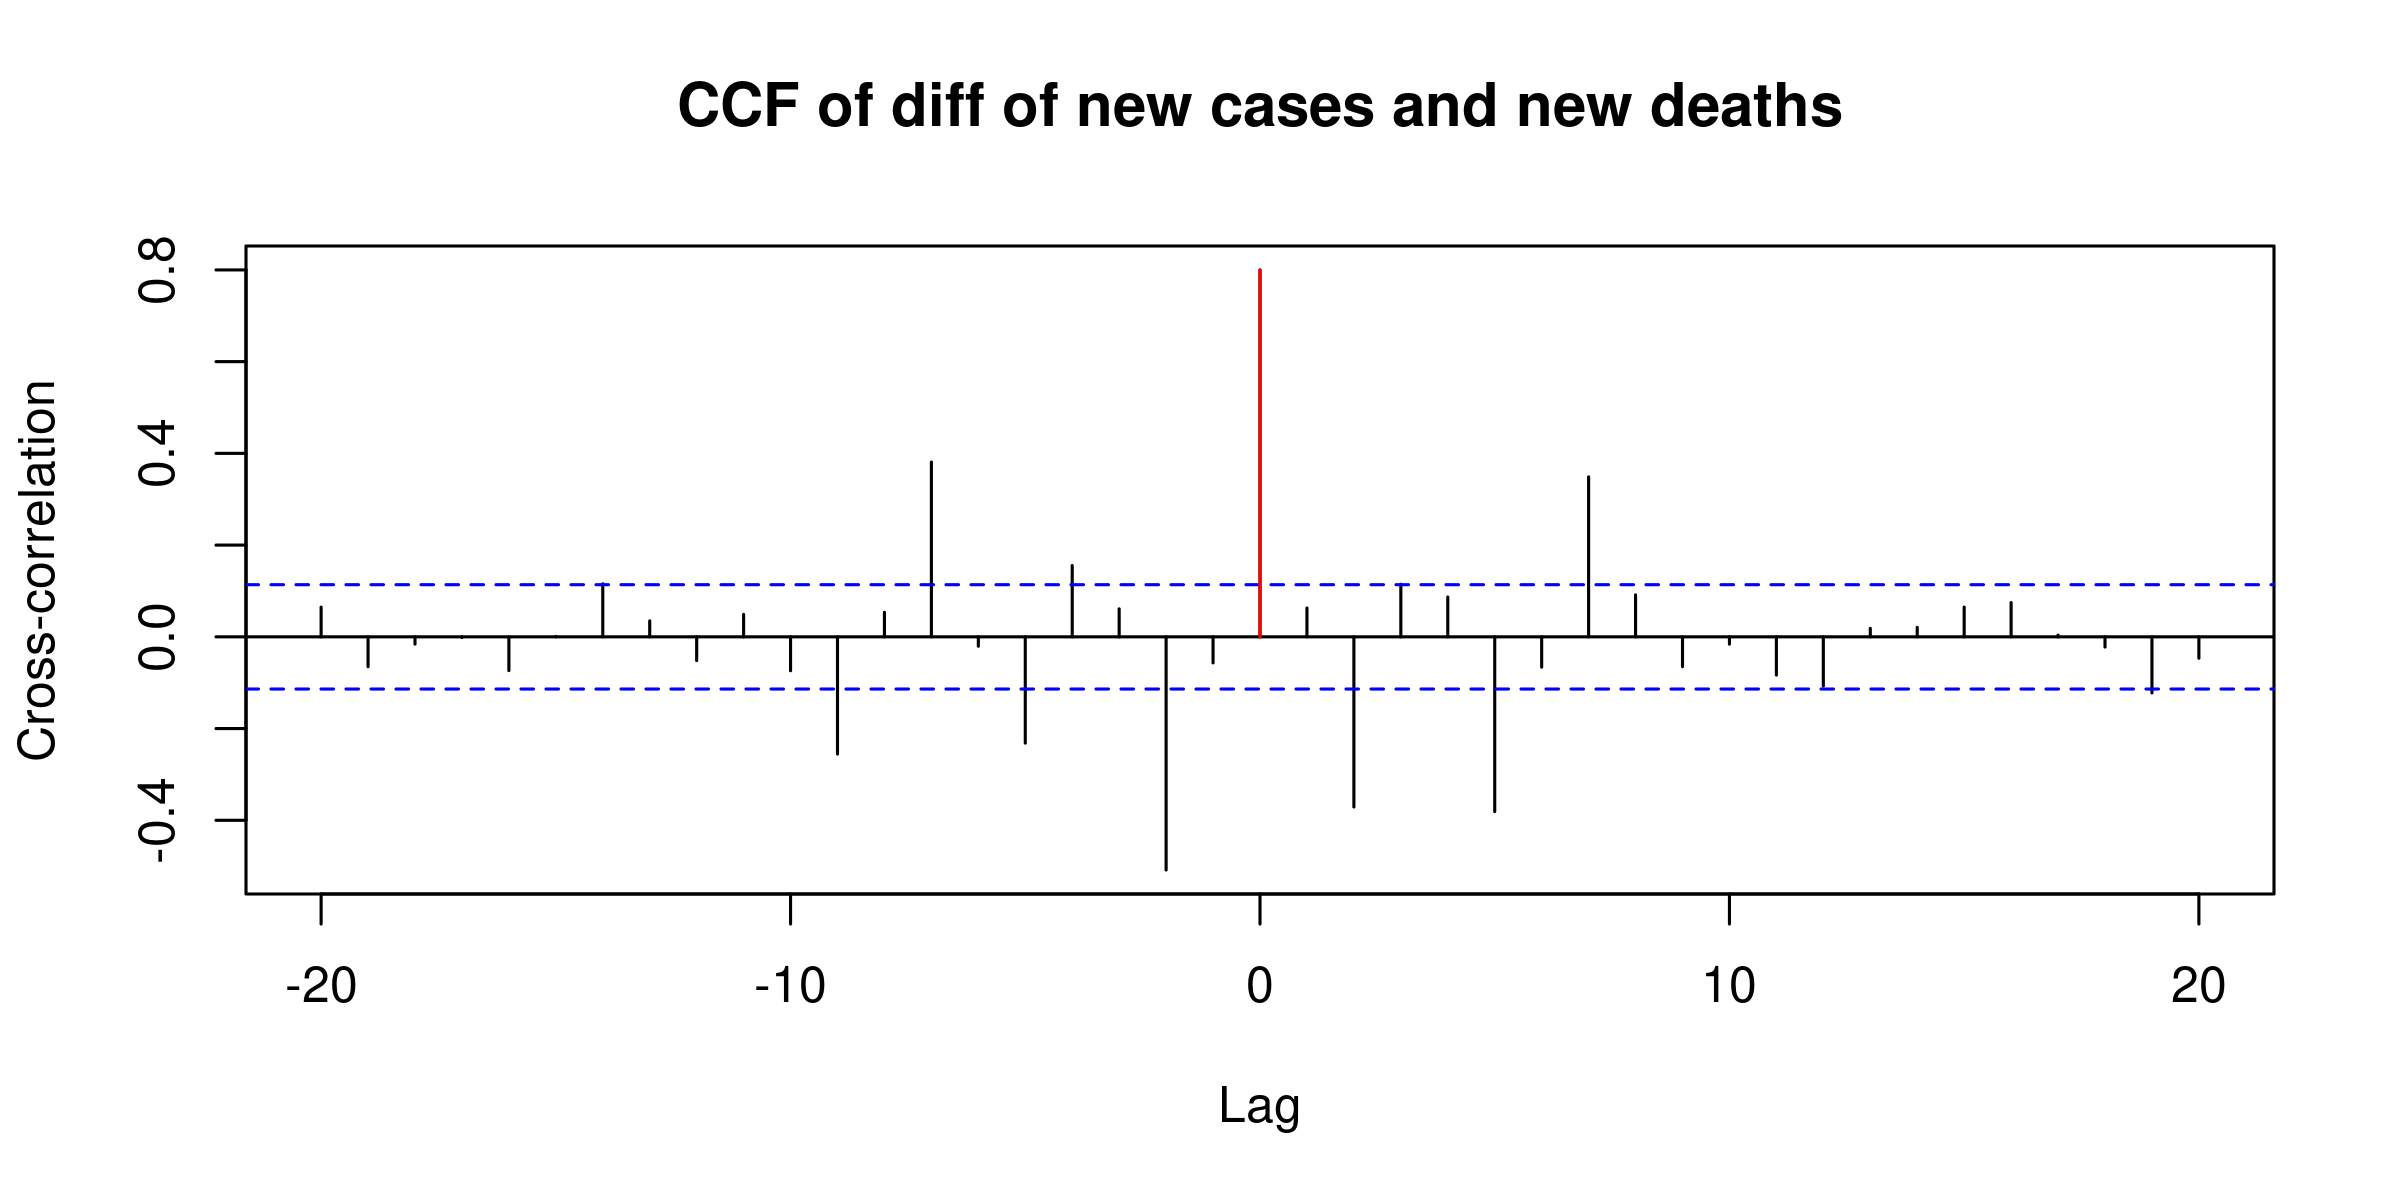 CCF of diff of new cases and new deaths
Cross-correlation
0.8
0.4
0.0
-0.4
-20 -10 0 10 20
Lag